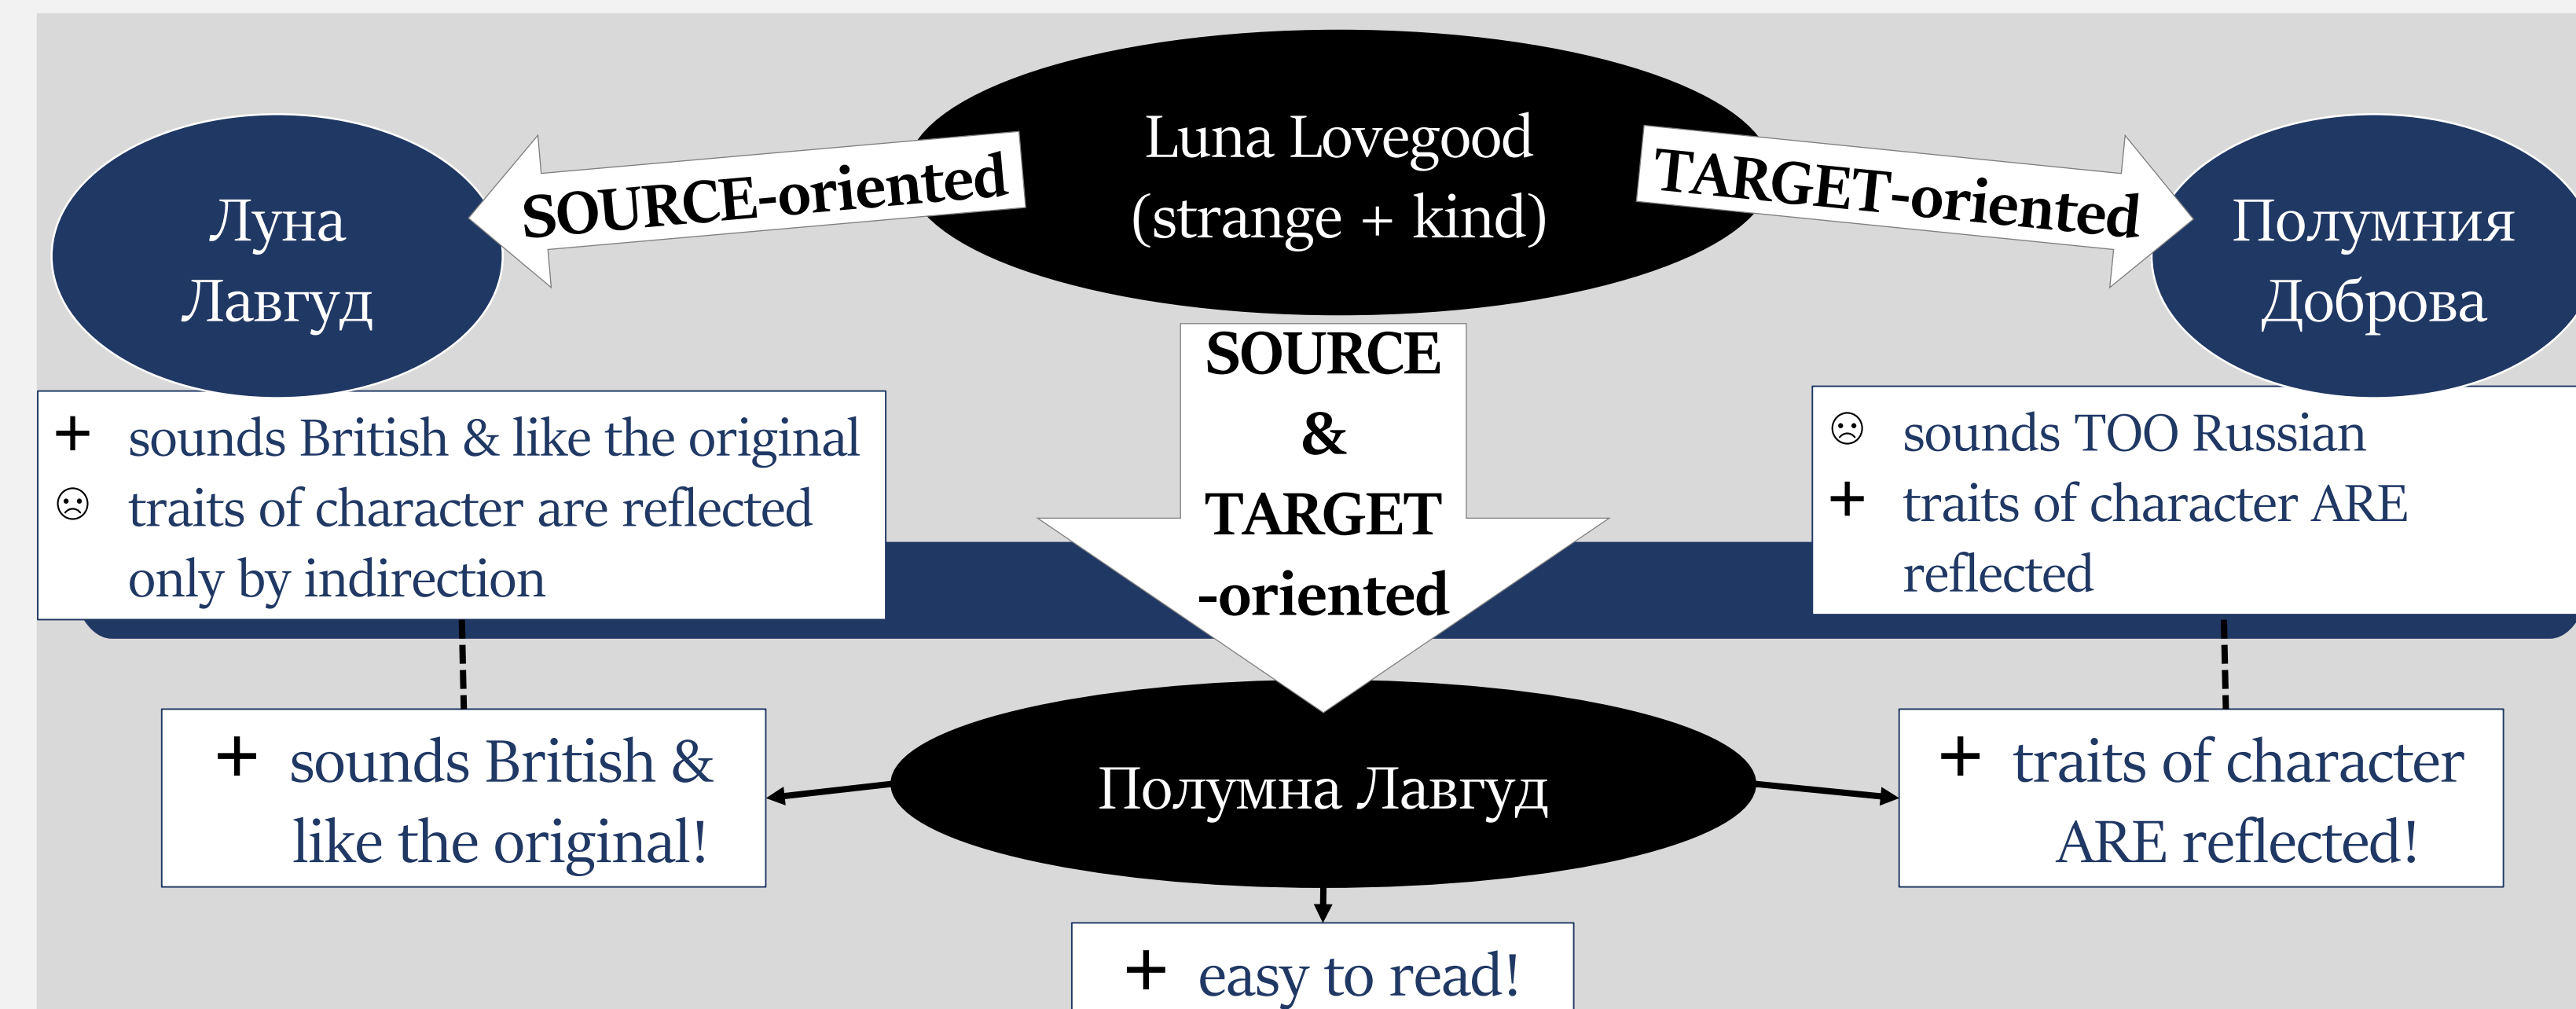 Luna Lovegood
(strange + kind)
SOURCE-oriented
TARGET-oriented
Луна
Лавгуд
Полумния
Доброва
SOURCE
&
TARGET
-oriented
+ sounds British & like the original
☹ traits of character are reflected
only by indirection
☹ sounds TOO Russian
+ traits of character ARE
reflected
Полумна Лавгуд
+ sounds British &
like the original!
+ traits of character
ARE reflected!
+ easy to read!